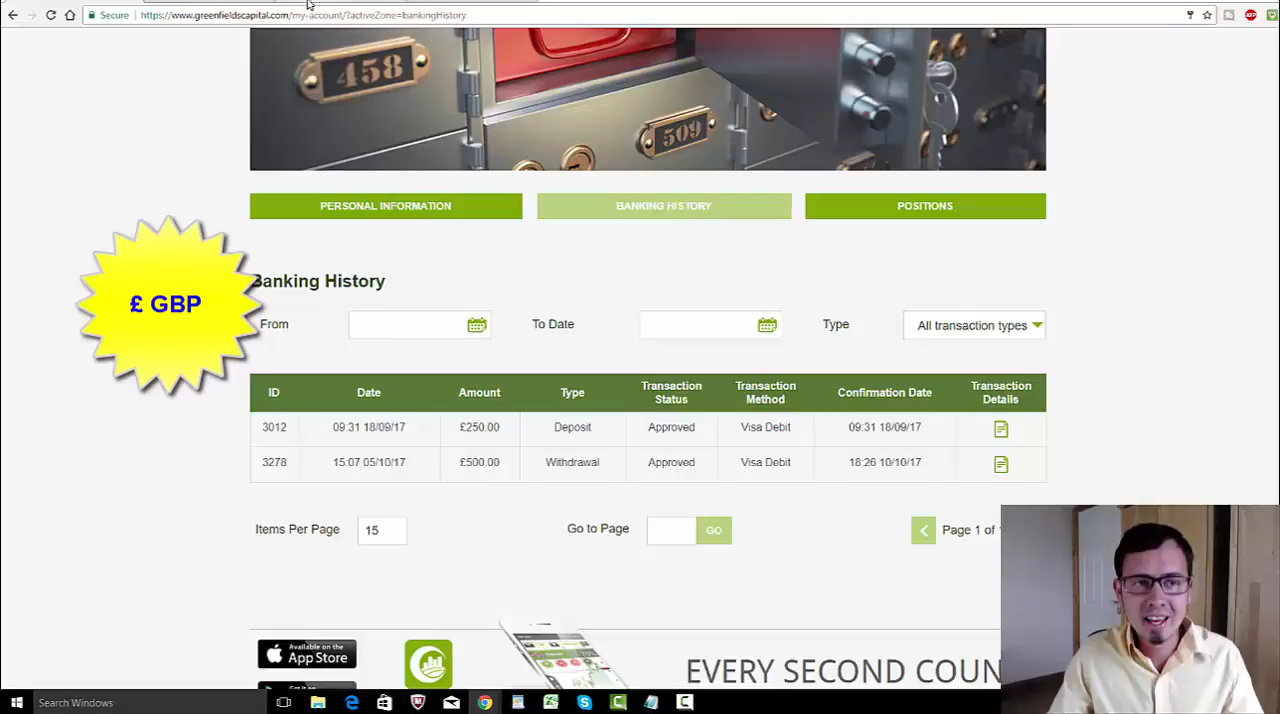 Secure | https://www.greenfieldscapital.com/my-account/?activeZone=bankingHistory
458
509
PERSONAL INFORMATION BANKING HISTORY POSITIONS
£ GBP
Banking History
From To Date Type All transaction types
ID Date Amount Type Transaction Status Transaction Method Confirmation Date Transaction Details
3012 09:31 18/09/17 £250.00 Deposit Approved Visa Debit 09:31 18/09/17
3278 15:07 05/10/17 £500.00 Withdrawal Approved Visa Debit 18:26 10/10/17
Items Per Page 15 Go to Page GO Page 1 of
Available on the
App Store
EVERY SECOND COUN
Search Windows